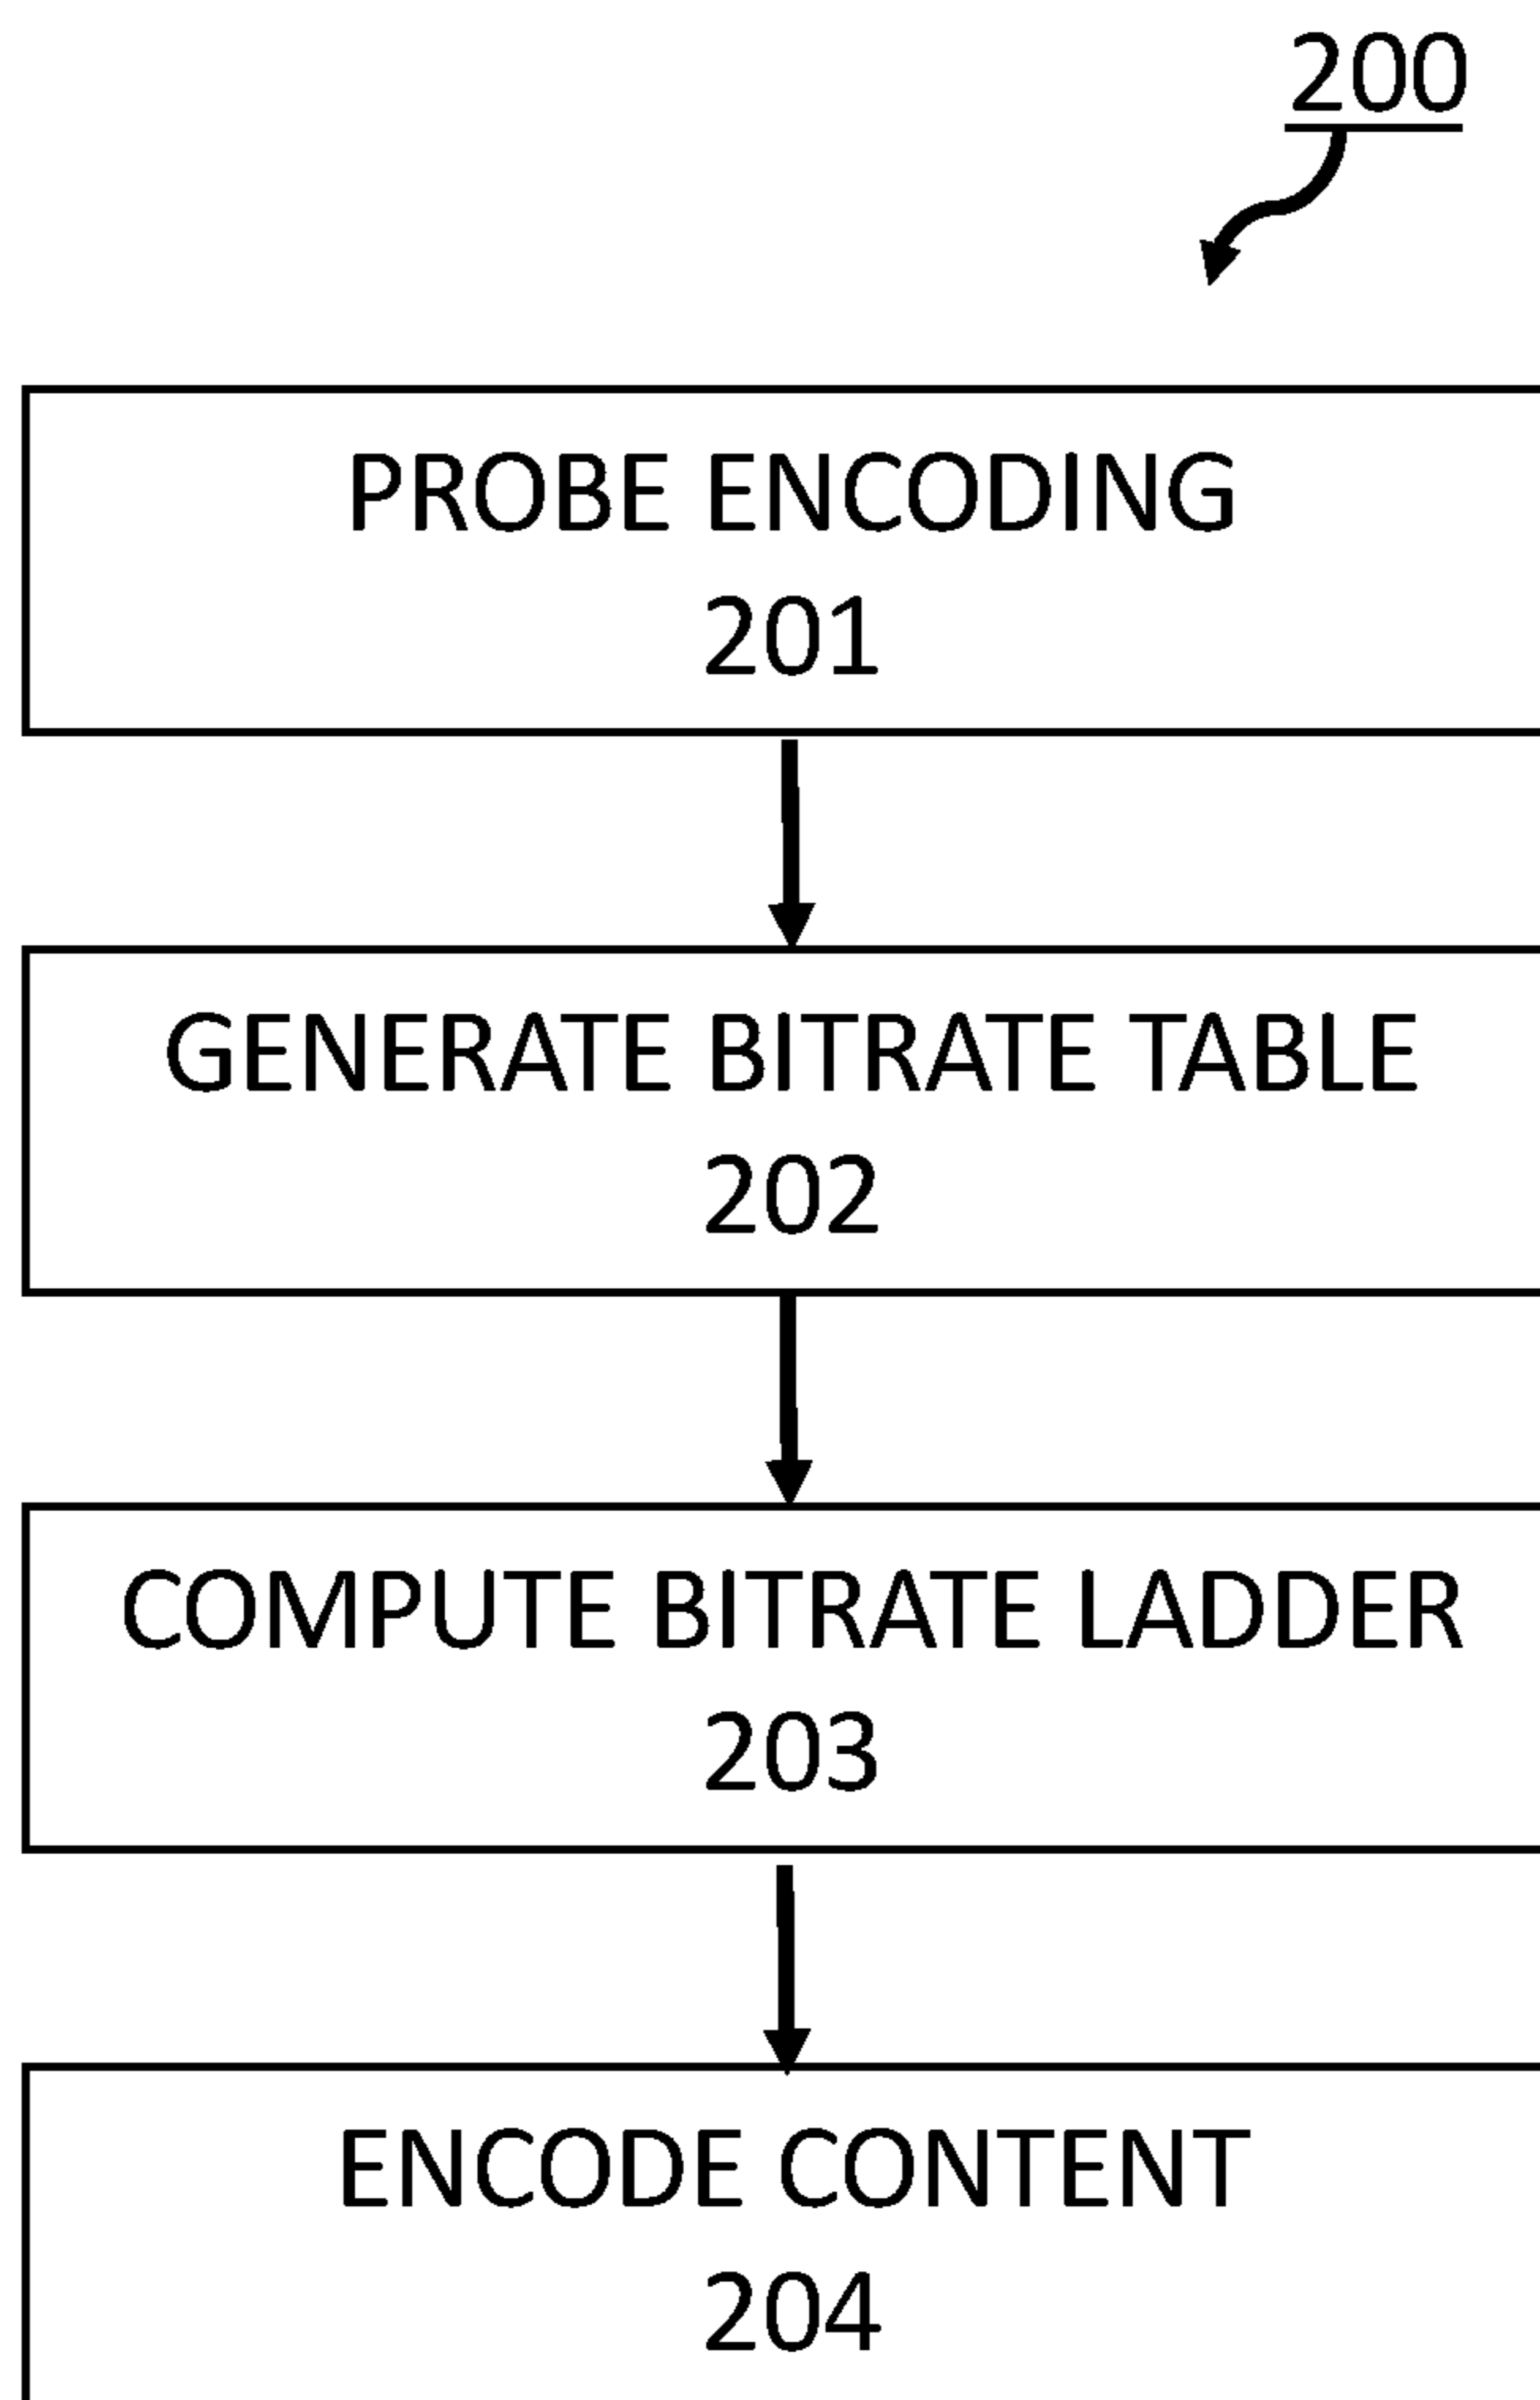 200
PROBE ENCODING
201
GENERATE BITRATE TABLE
202
COMPUTE BITRATE LADDER
203
ENCODE CONTENT
204